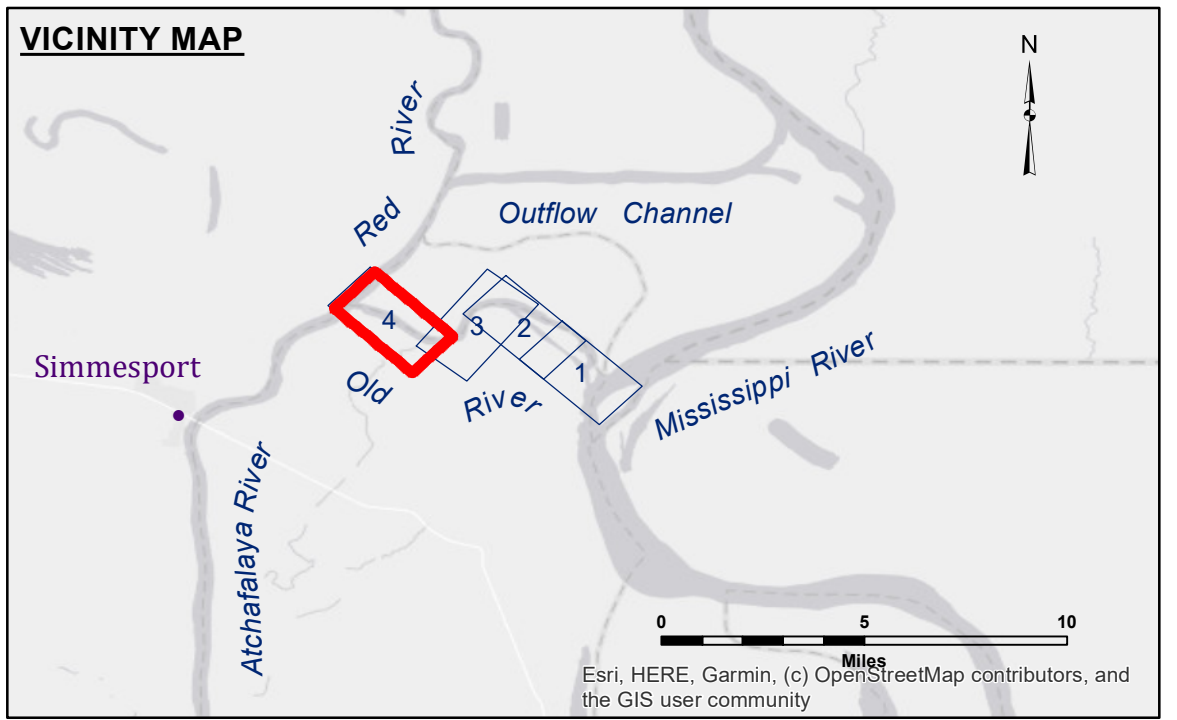 VICINITY MAP
N
River
Red
Outflow Channel
4
3
2
1
Simmesport
Old
River
Mississippi River
Atchafalaya River
0 5 10
Miles
Esri, HERE, Garmin, (c) OpenStreetMap contributors, and
the GIS user community